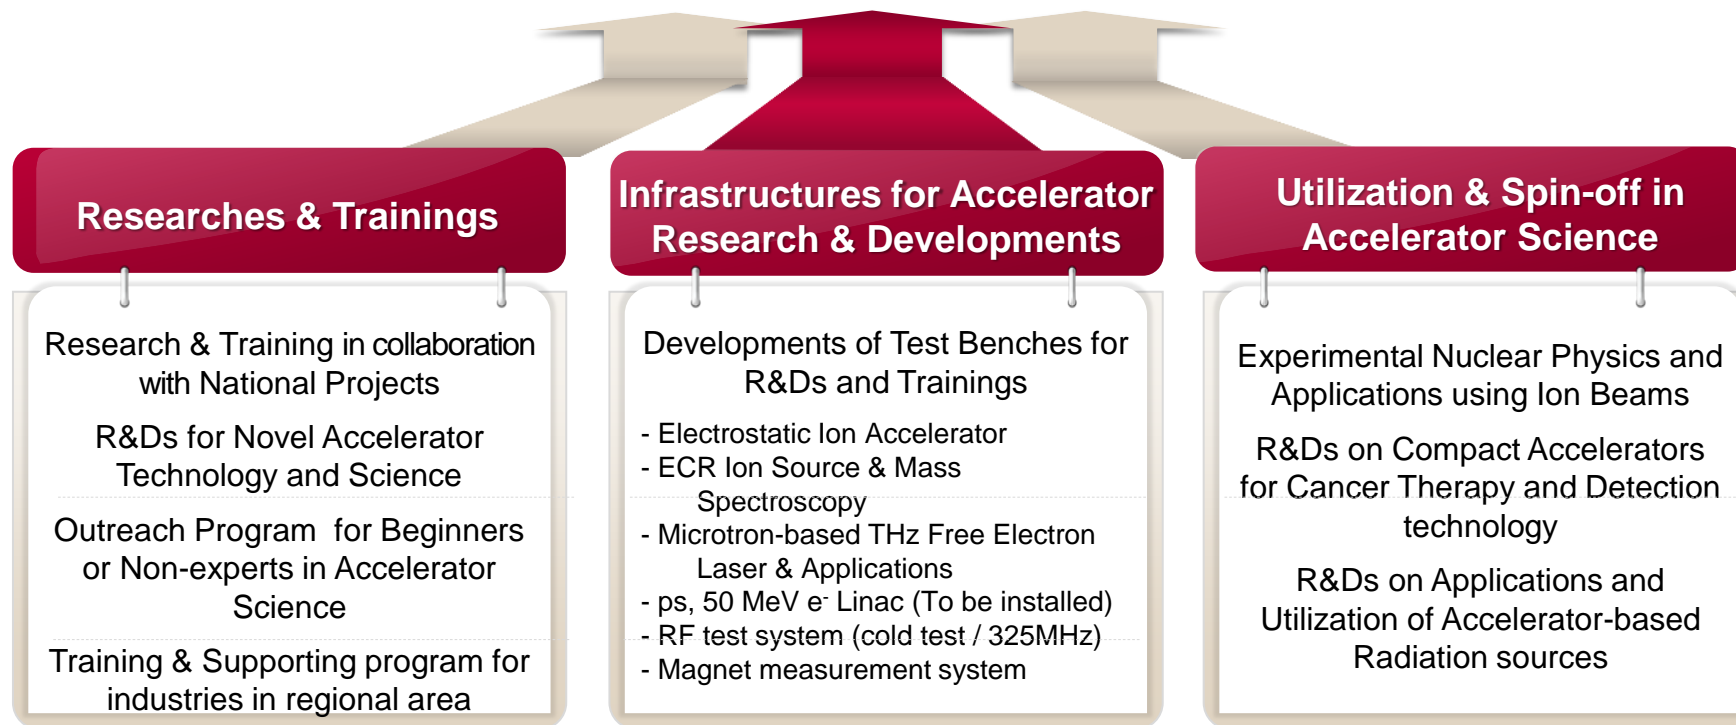 Researches & Trainings
Research & Training in collaboration
with National Projects
R&Ds for Novel Accelerator
Technology and Science
Outreach Program  for Beginners
or Non-experts in Accelerator
Science
Training & Supporting program for
industries in regional area
Infrastructures for Accelerator
Research & Developments
Developments of Test Benches for
R&Ds and Trainings
- Electrostatic Ion Accelerator
- ECR Ion Source & Mass
Spectroscopy
- Microtron-based THz Free Electron
Laser & Applications
- ps, 50 MeV e- Linac (To be installed)
- RF test system (cold test / 325MHz)
- Magnet measurement system
Utilization & Spin-off in
Accelerator Science
Experimental Nuclear Physics and
Applications using Ion Beams
R&Ds on Compact Accelerators
for Cancer Therapy and Detection
technology
R&Ds on Applications and
Utilization of Accelerator-based
Radiation sources